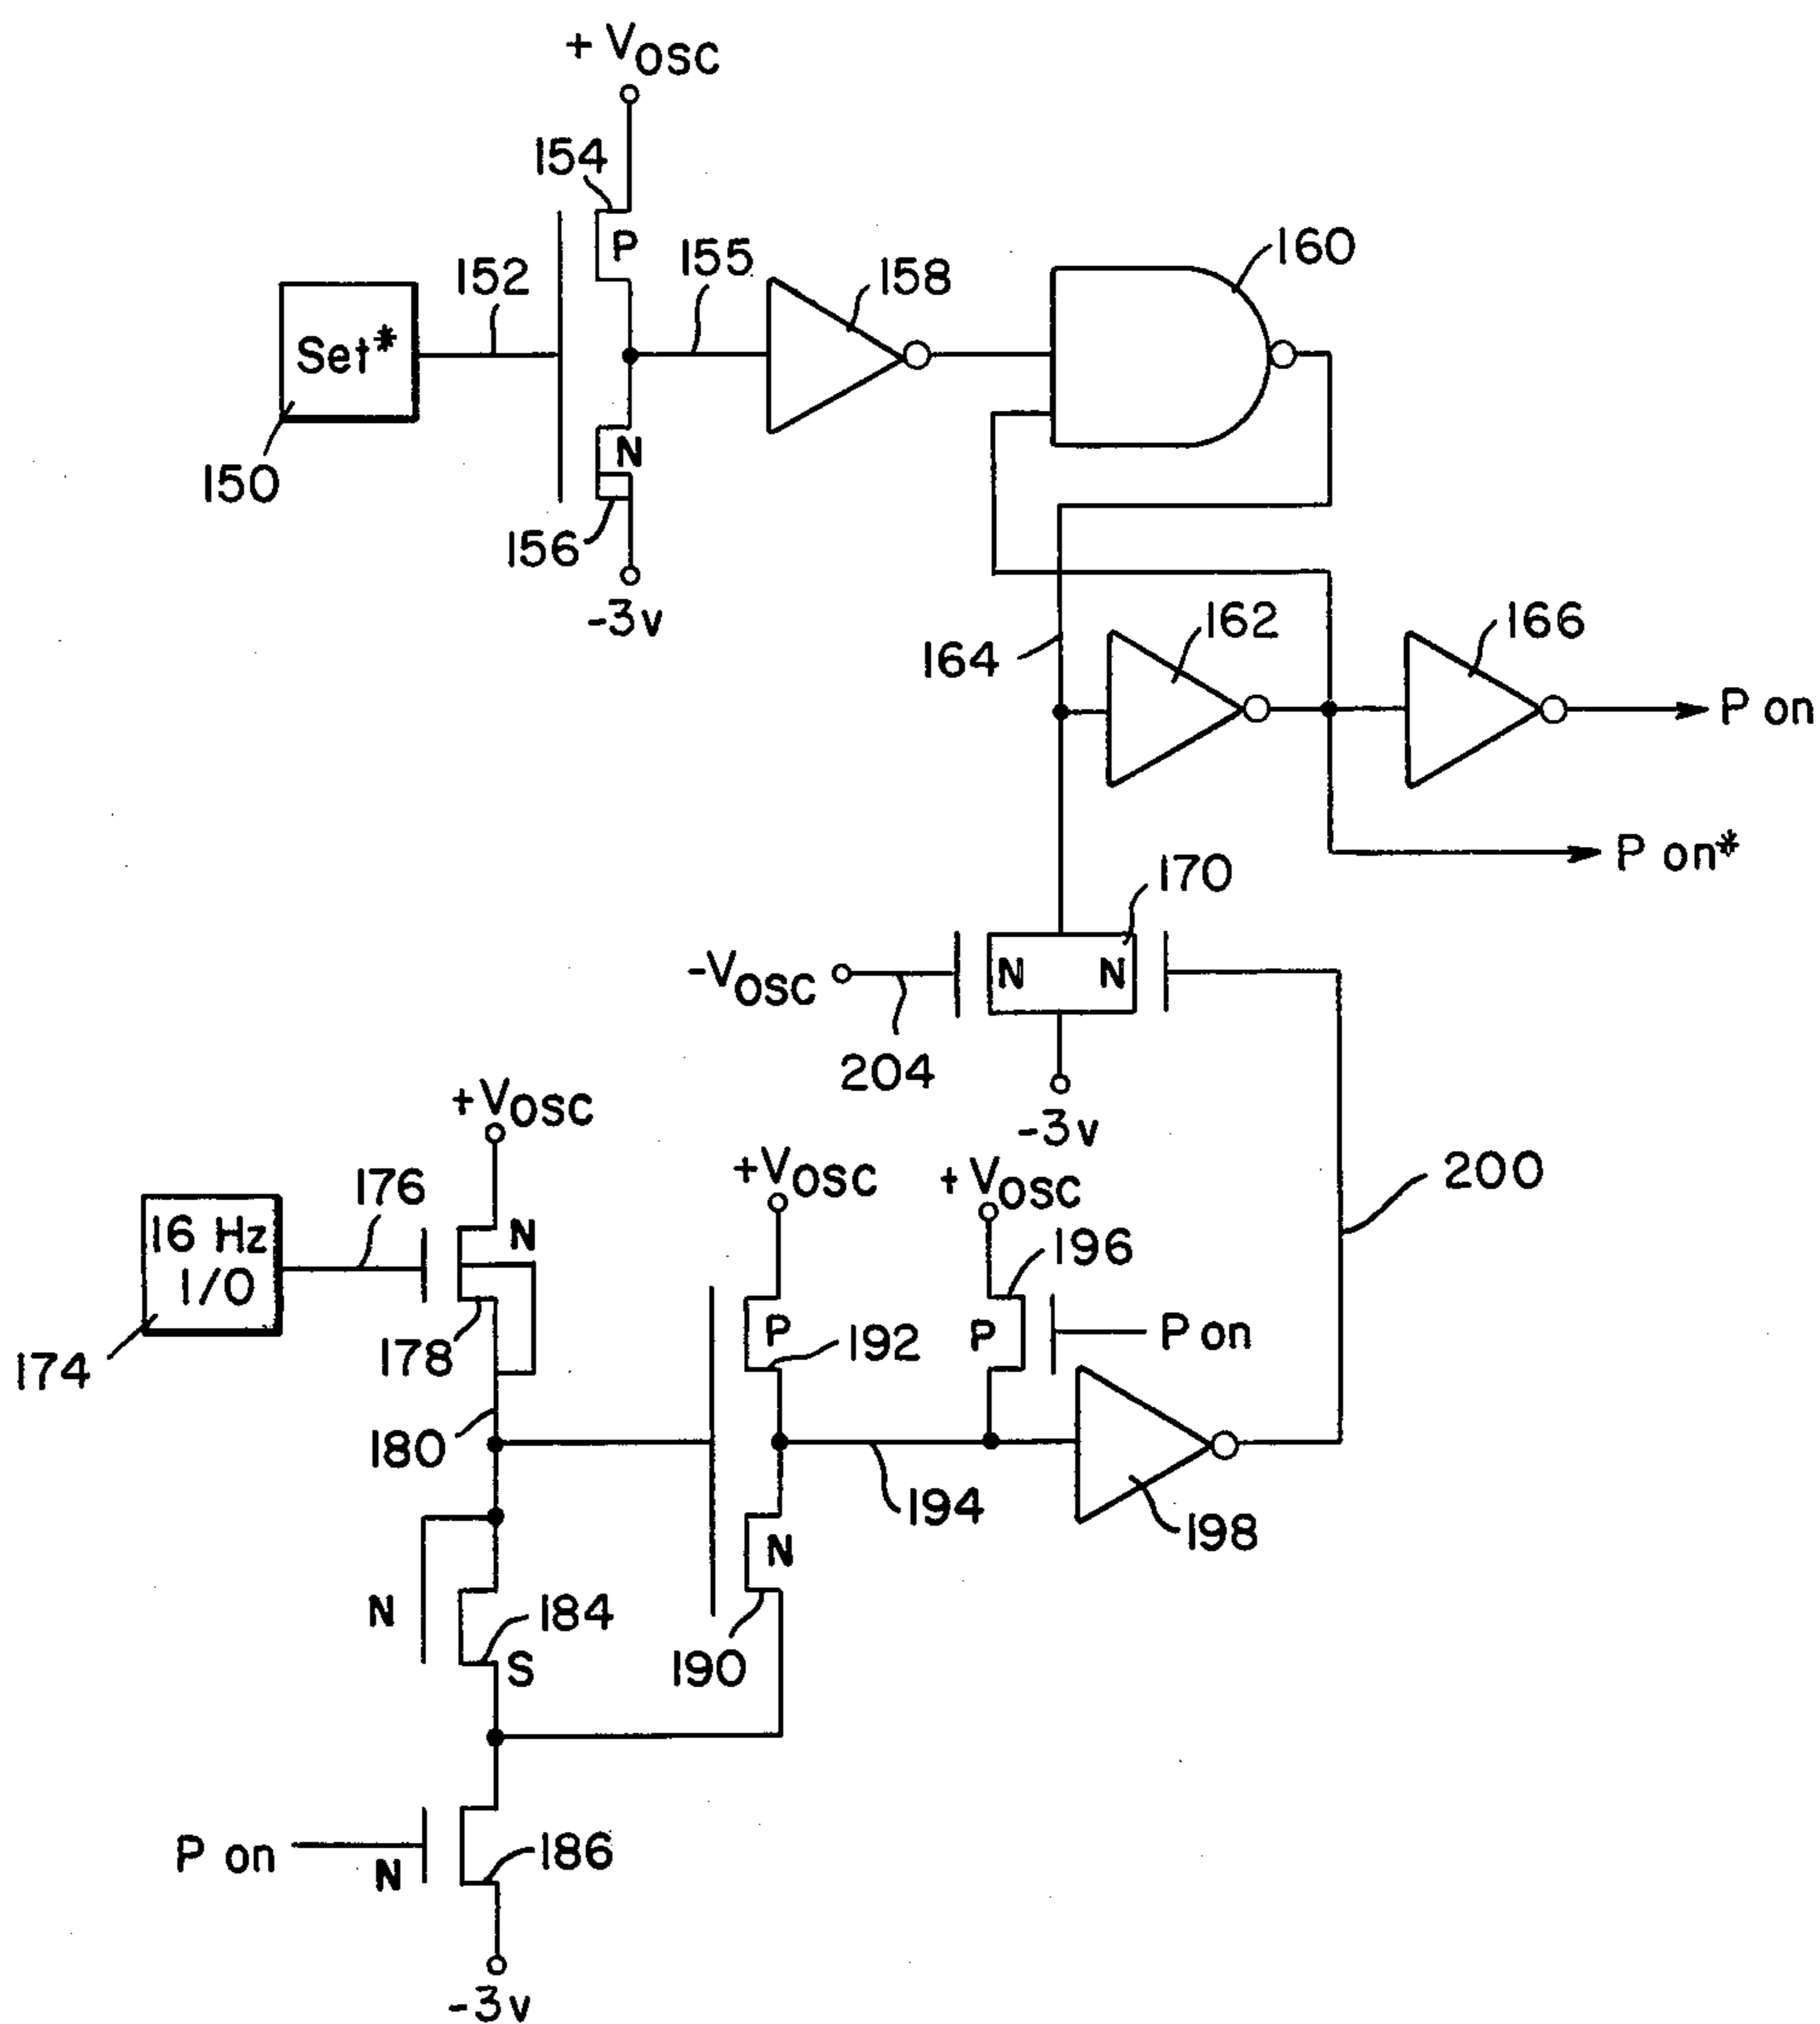 + VOSC
154
P
152
155
158
160
Set*
N
150
156
-3v
162
166
164
P on
P on*
170
-VOSC
N
N
204
-3v
+VOSC
+VOSC
+VOSC
176
200
16 Hz
1/0
N
196
P
192
P
P on
174
178
180
194
198
N
N
184
S
190
P on
N
186
-3v